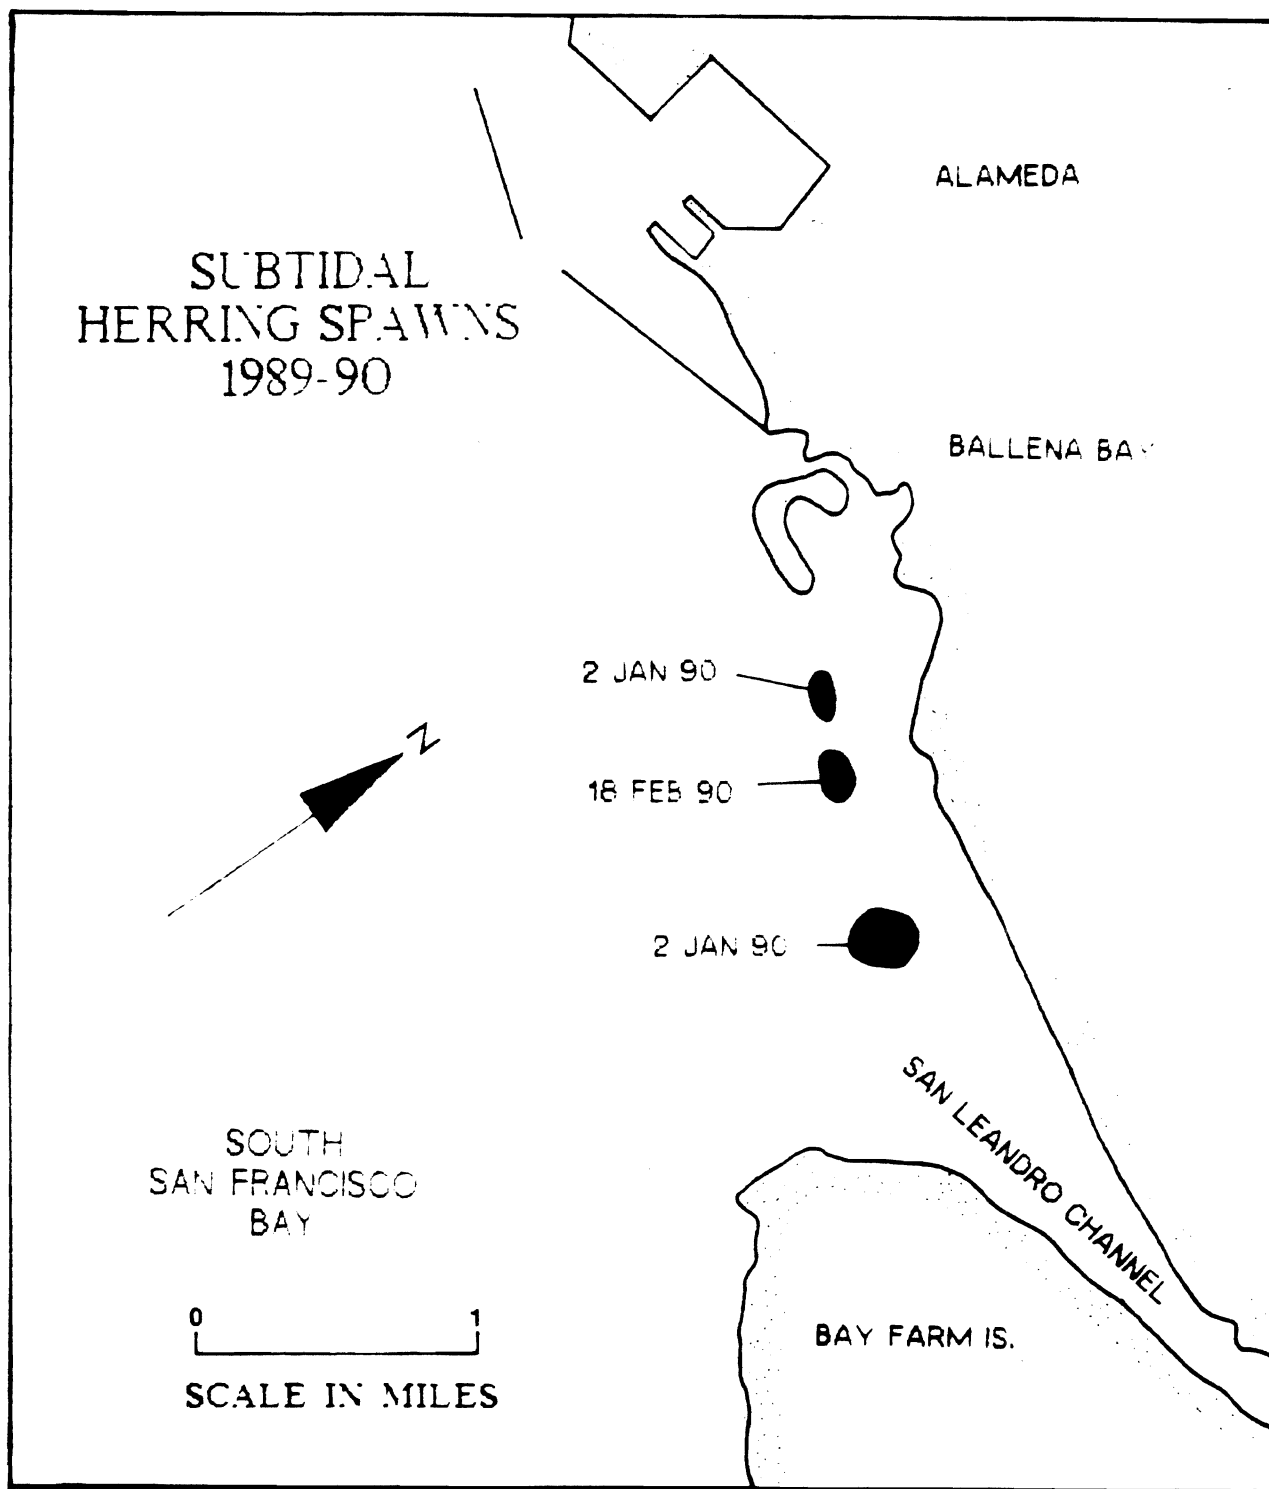 ALAMEDA
SUBTIDAL
HERRING SPAWNS
1989-90
BALLENA BAY
2 JAN 90
N
18 FEB 90
2 JAN 90
SAN LEANDRO CHANNEL
SOUTH
SAN FRANCISCO
BAY
0 1
SCALE IN MILES
BAY FARM IS.